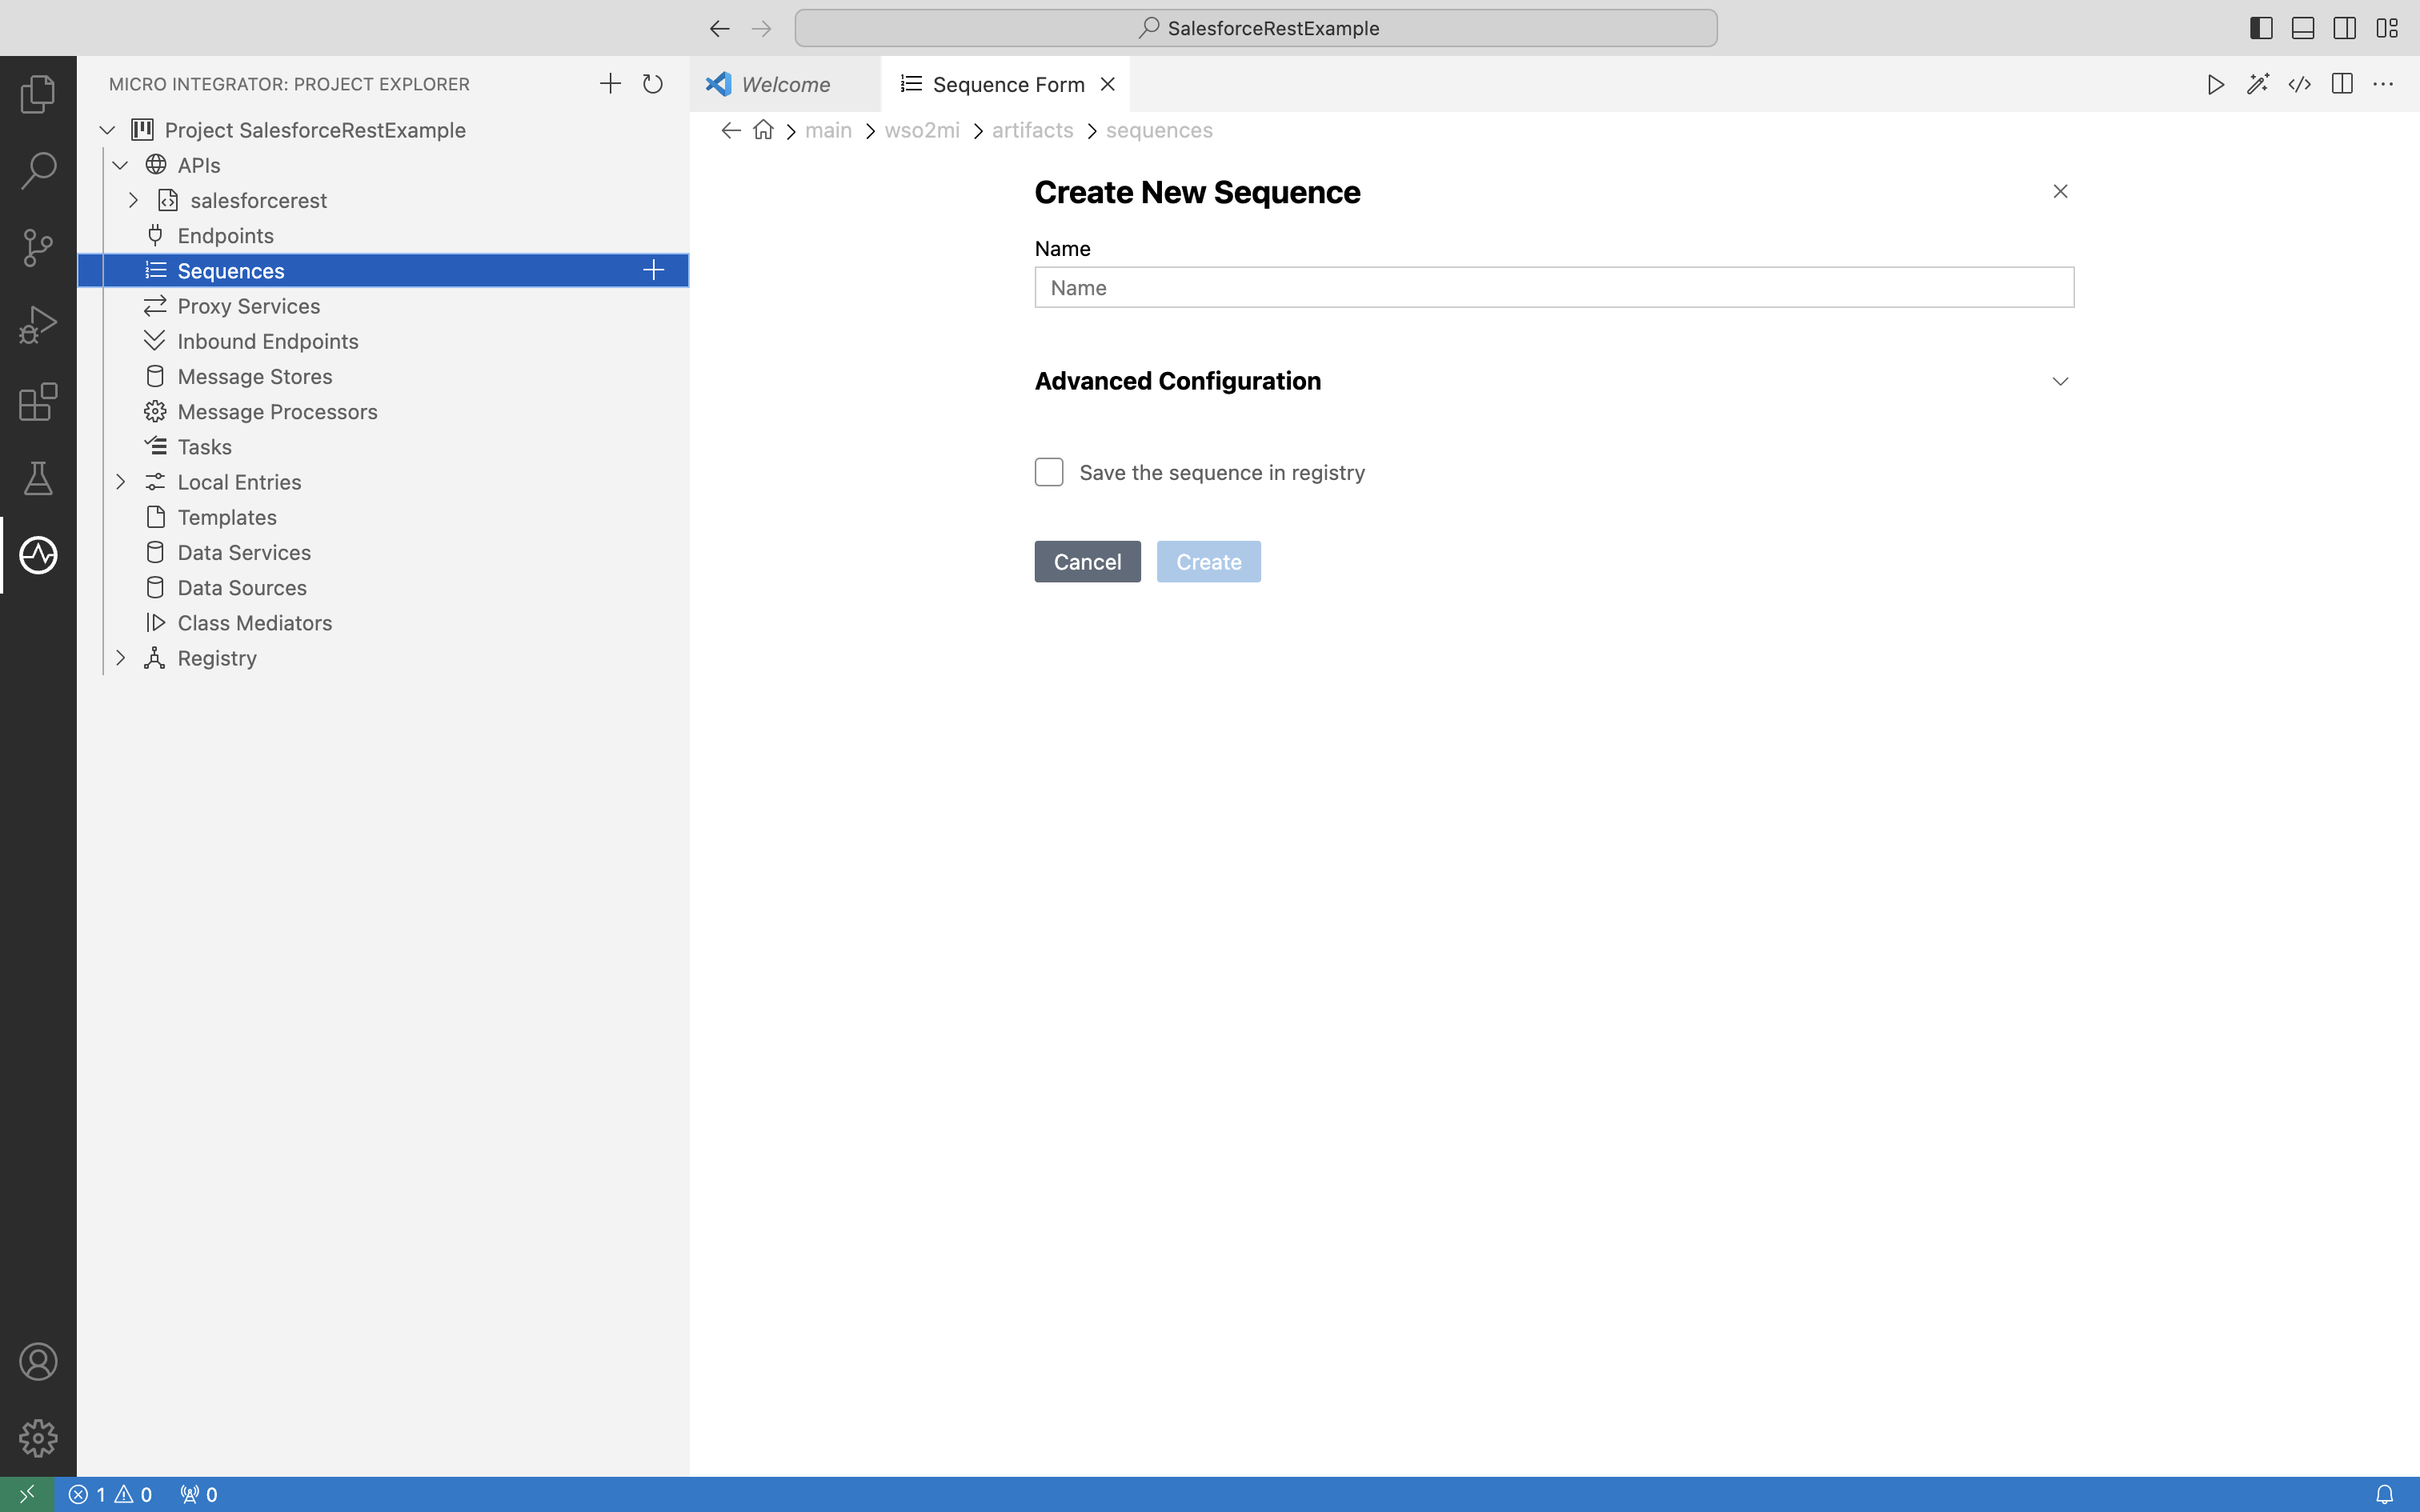 SalesforceRestExample
MICRO INTEGRATOR: PROJECT EXPLORER
Project SalesforceRestExample
APIs
salesforcerest
Endpoints
Sequences
Proxy Services
Inbound Endpoints
Message Stores
Message Processors
Tasks
Local Entries
Templates
Data Services
Data Sources
Class Mediators
Registry
Welcome
Sequence Form
main
wso2mi
artifacts
sequences
Create New Sequence
Name
Name
Advanced Configuration
Save the sequence in registry
Cancel
Create
1
0
0